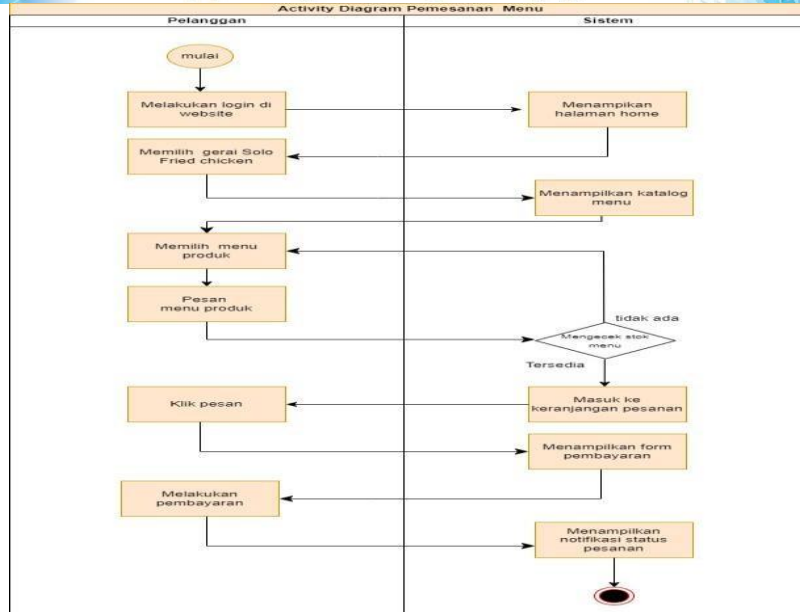 Activity Diagram Pemesanan Menu
Pelanggan
Sistem
mulai
Melakukan login di
website
Menampikan
halaman home
Memilih gerai Solo
Fried chicken
Menampilkan katalog
menu
Memilih menu
produk
Pesan
menu produk
tidak ada
Mengecek stok
menu
Tersedia
Masuk ke
keranjangan pesanan
Klik pesan
Menampilkan form
pembayaran
Melakukan
pembayaran
Menampilkan
notifikasi status
pesanan